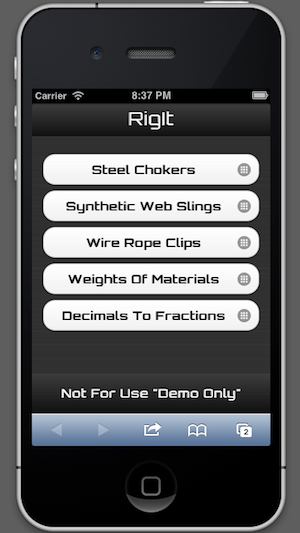 Carrier 8:37 PM
RigIt
Steel Chokers
Synthetic Web Slings
Wire Rope Clips
Weights Of Materials
Decimals To Fractions
Not For Use "Demo Only"
2